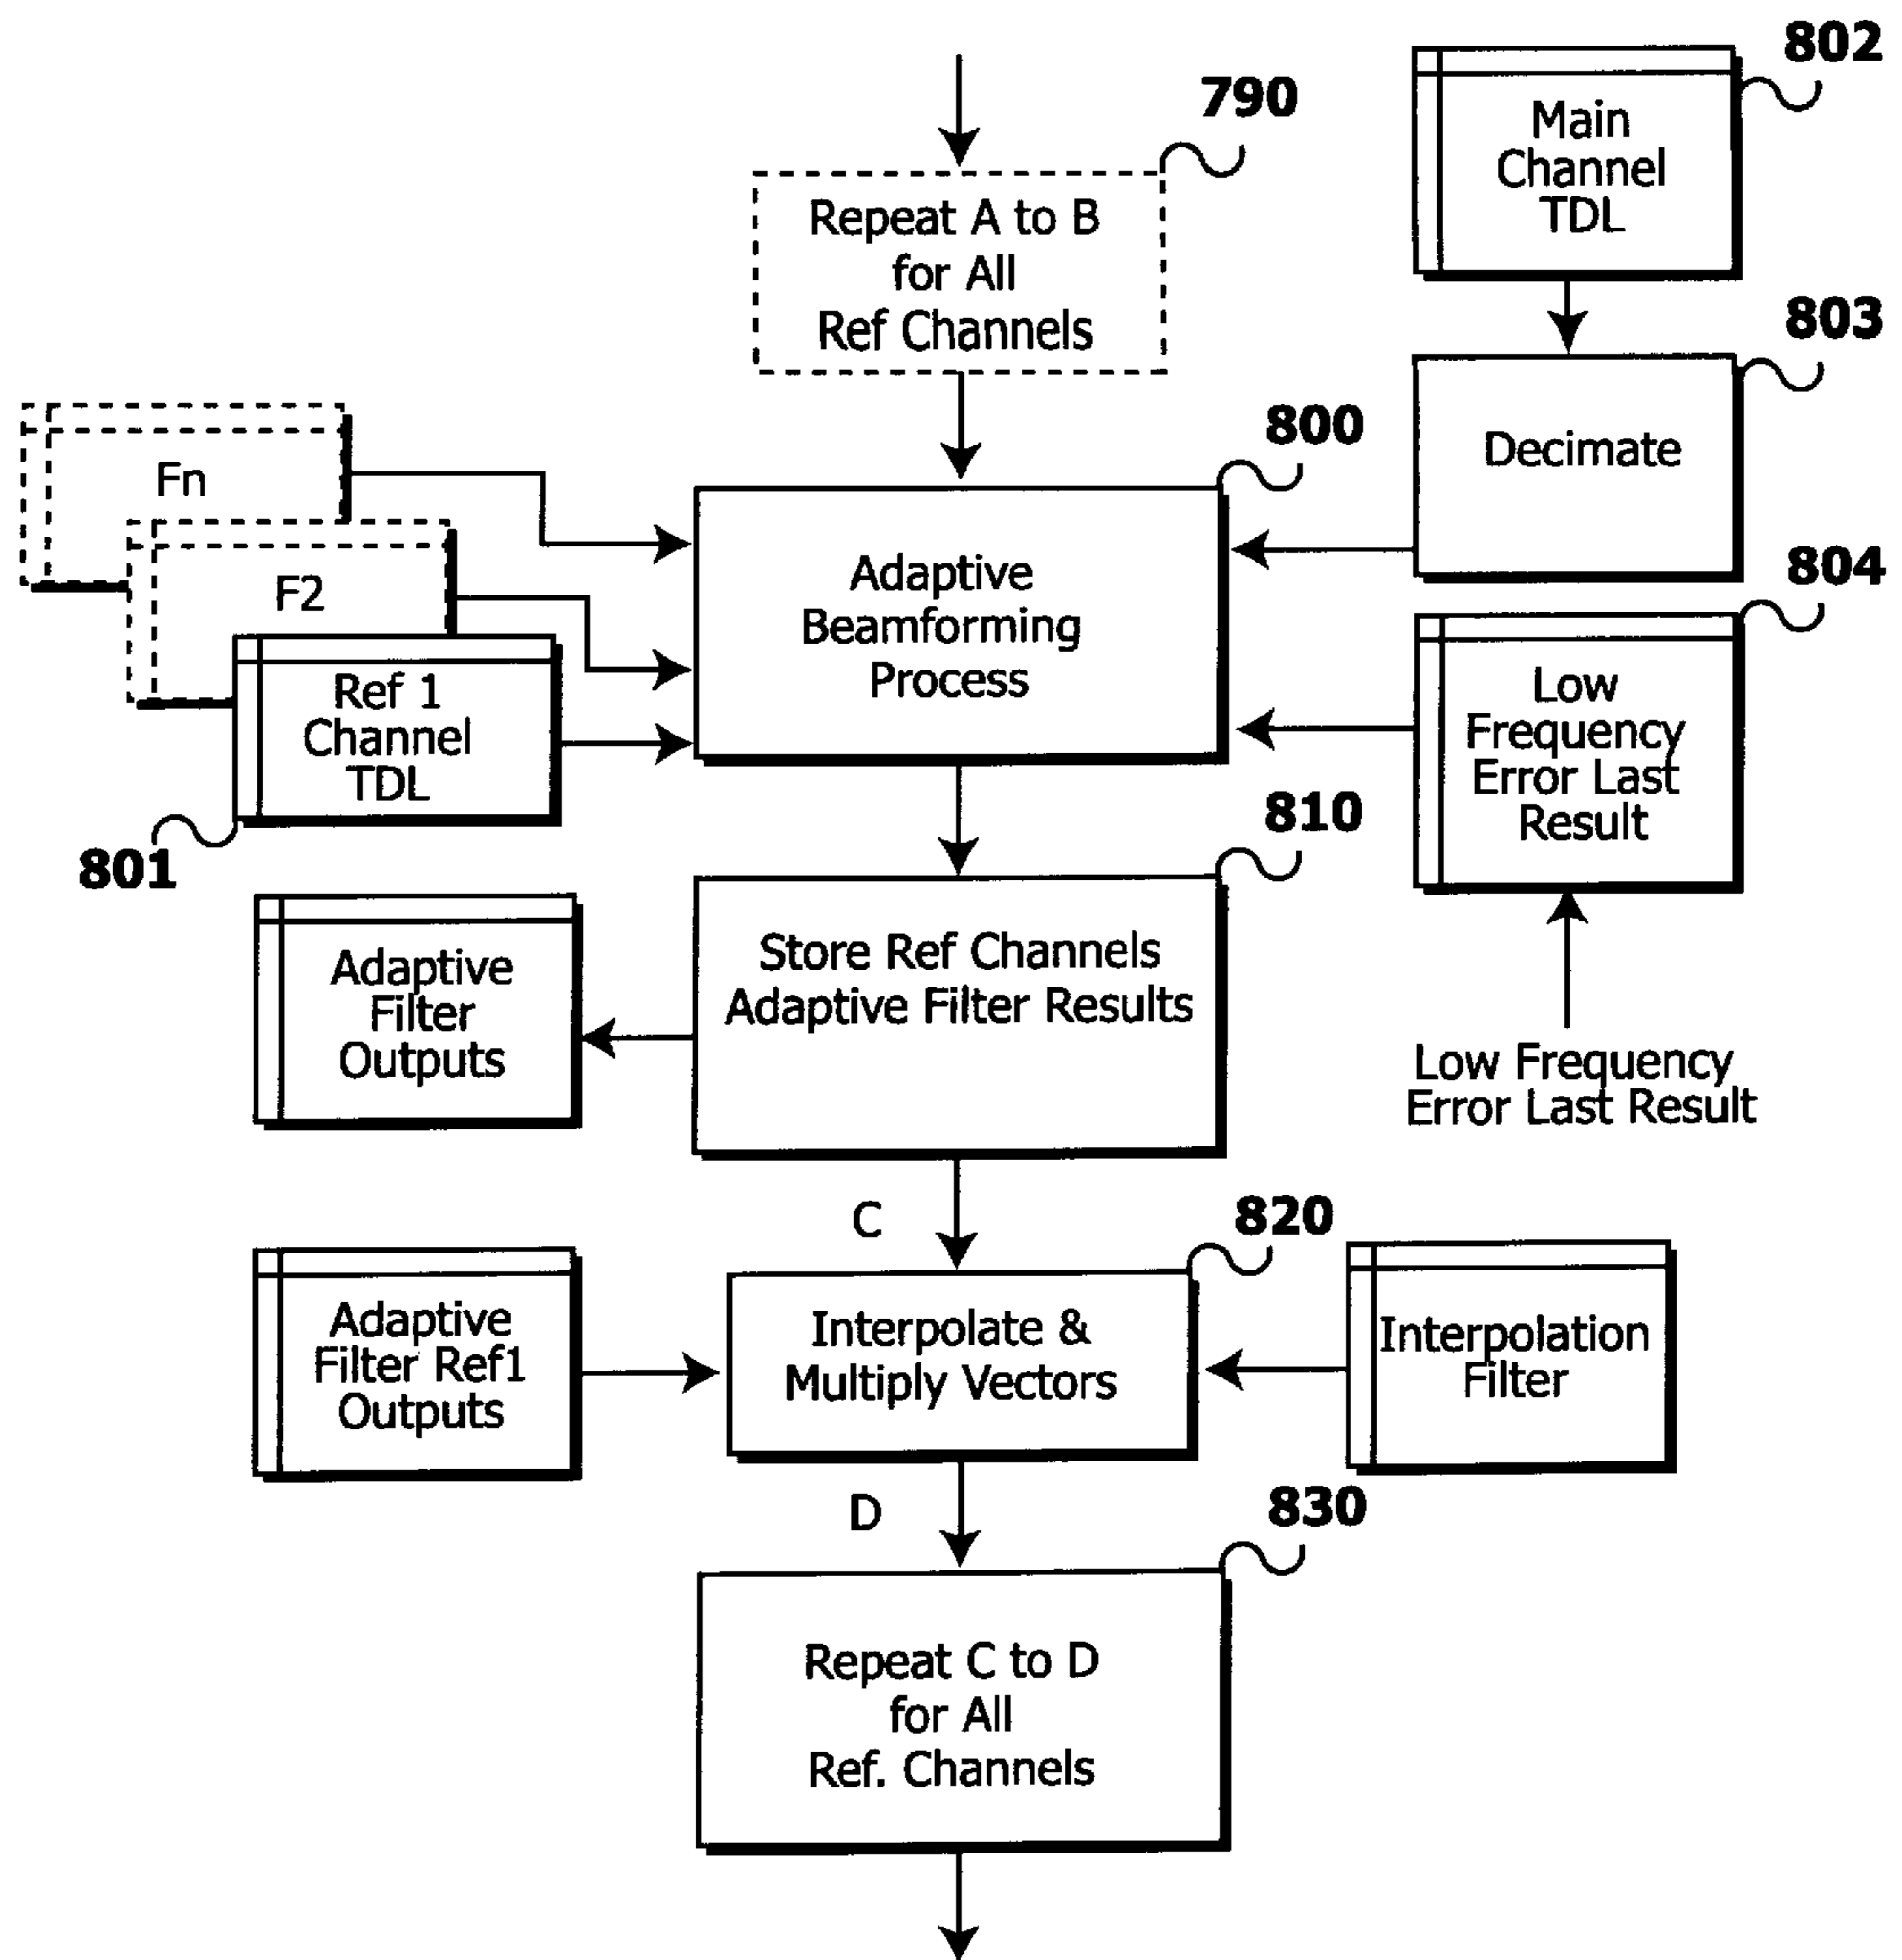 802
790
Main
Channel
TDL
Repeat A to B
for All
Ref Channels
803
Decimate
800
Fn
F2
Ref 1
Channel
TDL
801
Adaptive
Beamforming
Process
804
Low
Frequency
Error Last
Result
810
Store Ref Channels
Adaptive Filter Results
Adaptive
Filter
Outputs
Low Frequency
Error Last Result
C
820
Adaptive
Filter Ref1
Outputs
Interpolate &
Multiply Vectors
Interpolation
Filter
D
830
Repeat C to D
for All
Ref. Channels